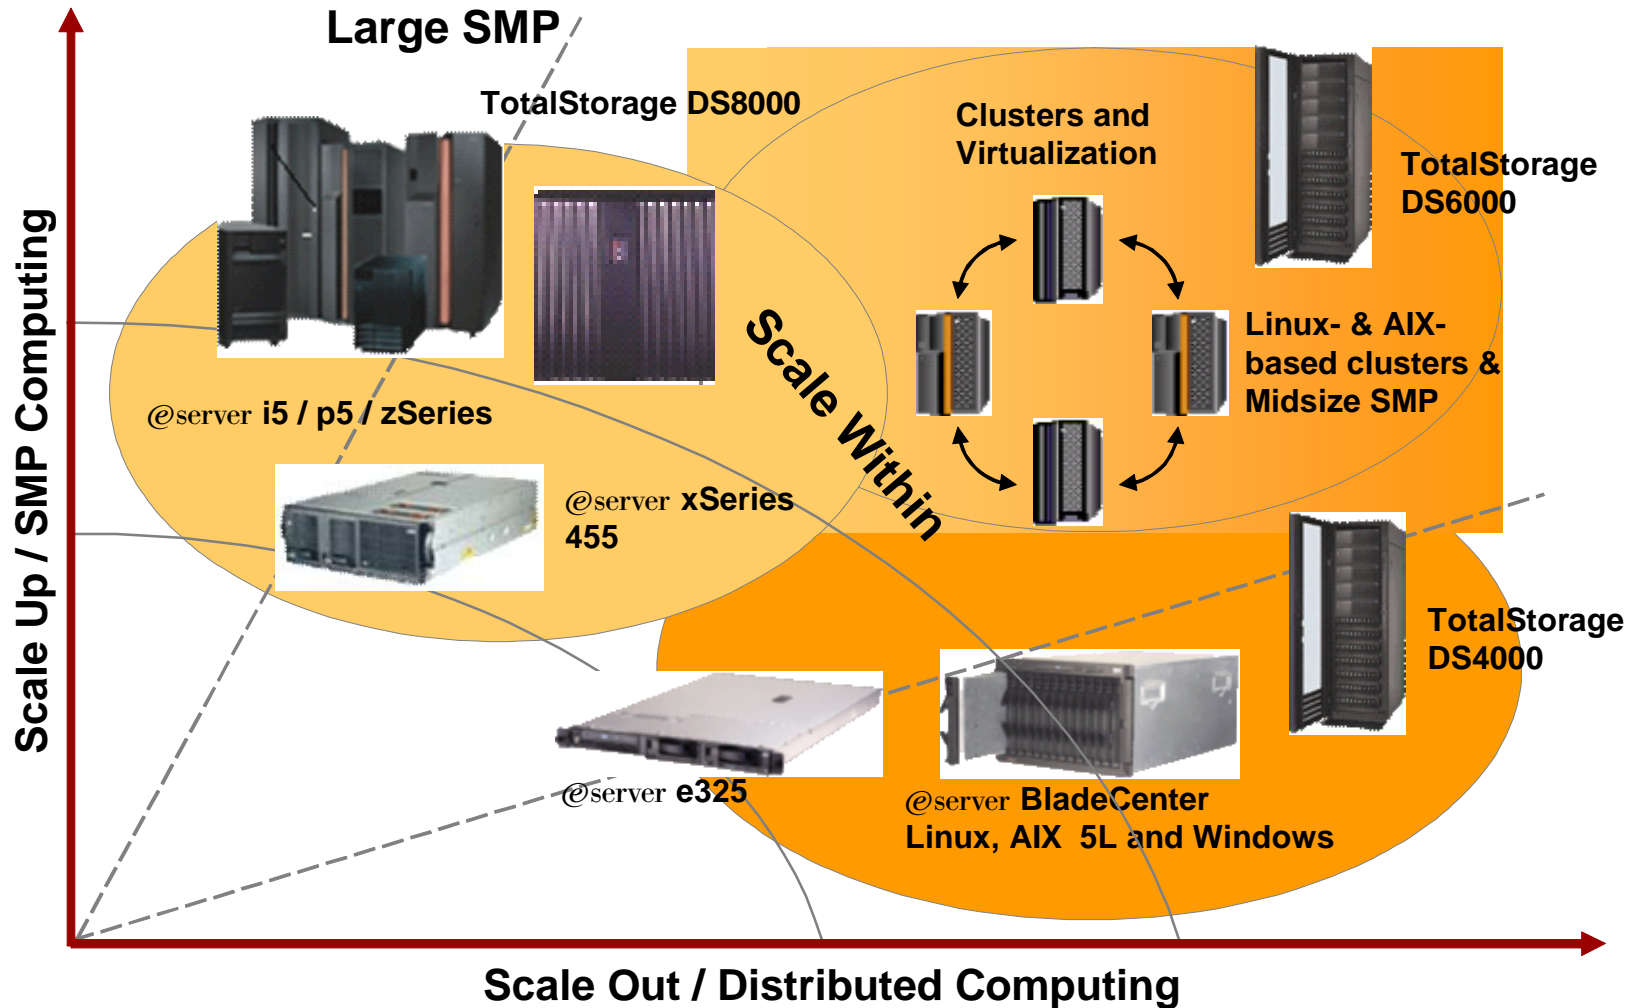 Large SMP
TotalStorage DS8000
Clusters and
Virtualization
TotalStorage
DS6000
Scale Up / SMP Computing
Scale Within
Linux- & AIX-
based clusters &
Midsize SMP
@server i5 / p5 / zSeries
@server xSeries
455
TotalStorage
DS4000
@server e325
@server BladeCenter
Linux, AIX 5L and Windows
Scale Out / Distributed Computing